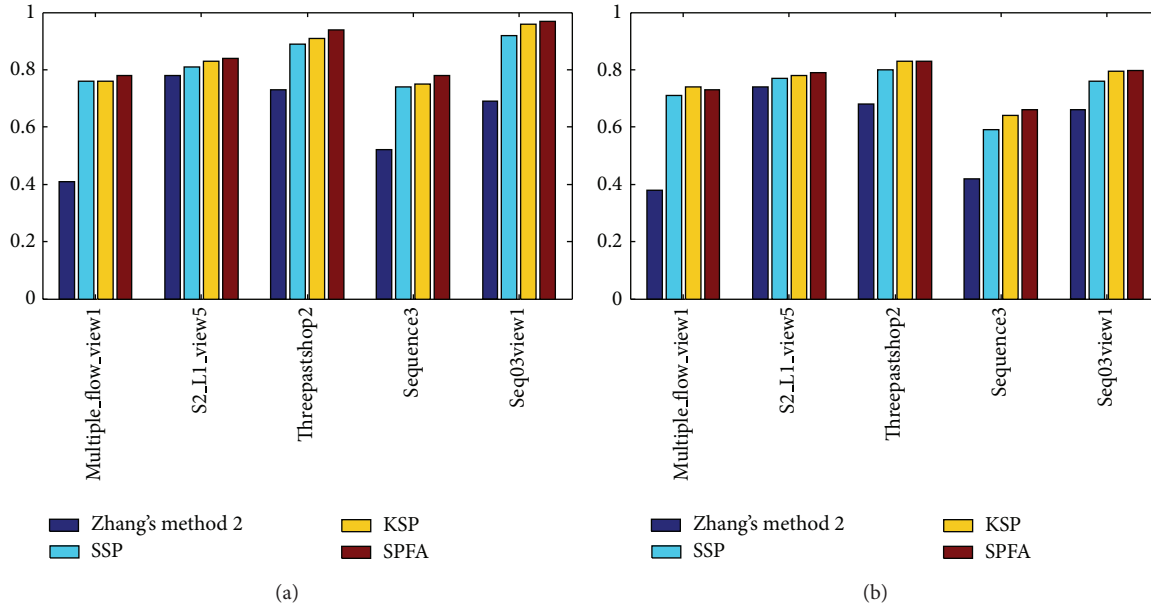 1
0.8
0.6
0.4
0.2
0
Multiple_flow_view1
S2_L1_view5
Threepastshop2
Sequence3
Seq03view1
Zhang's method 2
SSP
KSP
SPFA
(a)
1
0.8
0.6
0.4
0.2
0
Multiple_flow_view1
S2_L1_view5
Threepastshop2
Sequence3
Seq03view1
Zhang's method 2
SSP
KSP
SPFA
(b)